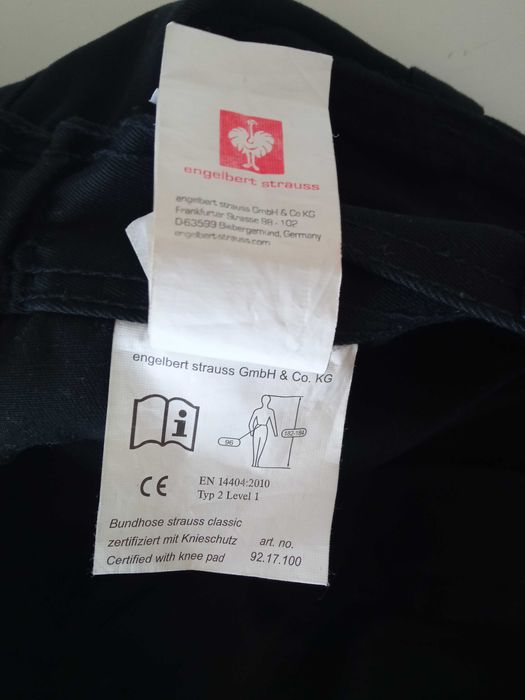 engelbert strauss
engelbert strauss GmbH & Co KG
Frankfurter Strasse 98 - 102
D-63599 Biebergemünd, Germany
engelbert-strauss.com
engelbert strauss GmbH & Co. KG
i
96
182-184
CE
EN 14404:2010
Typ 2 Level 1
Bundhose strauss classic
zertifiziert mit Knieschutz art. no.
Certified with knee pad 92.17.100